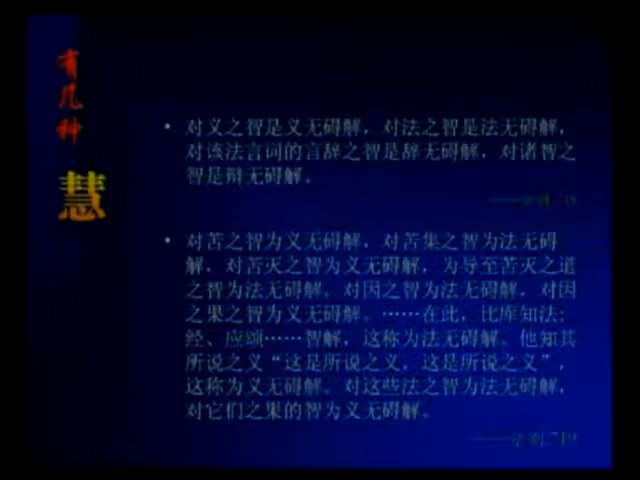 有几种
慧
• 对义之智是义无碍解，对法之智是法无碍解，
对该法言词的言辞之智是辞无碍解，对诸智之
智是辩无碍解。
• 对苦之智为义无碍解，对苦集之智为法无碍
解，对苦灭之智为义无碍解，为导至苦灭之道
之智为法无碍解。对因之智为法无碍解，对因
之果之智为义无碍解。……在此，比库知法：
经、应颂……智解，这称为法无碍解。他知其
所说之义“这是所说之义，这是所说之义”，
这称为义无碍解。对这些法之智为法无碍解，
对它们之果的智为义无碍解。